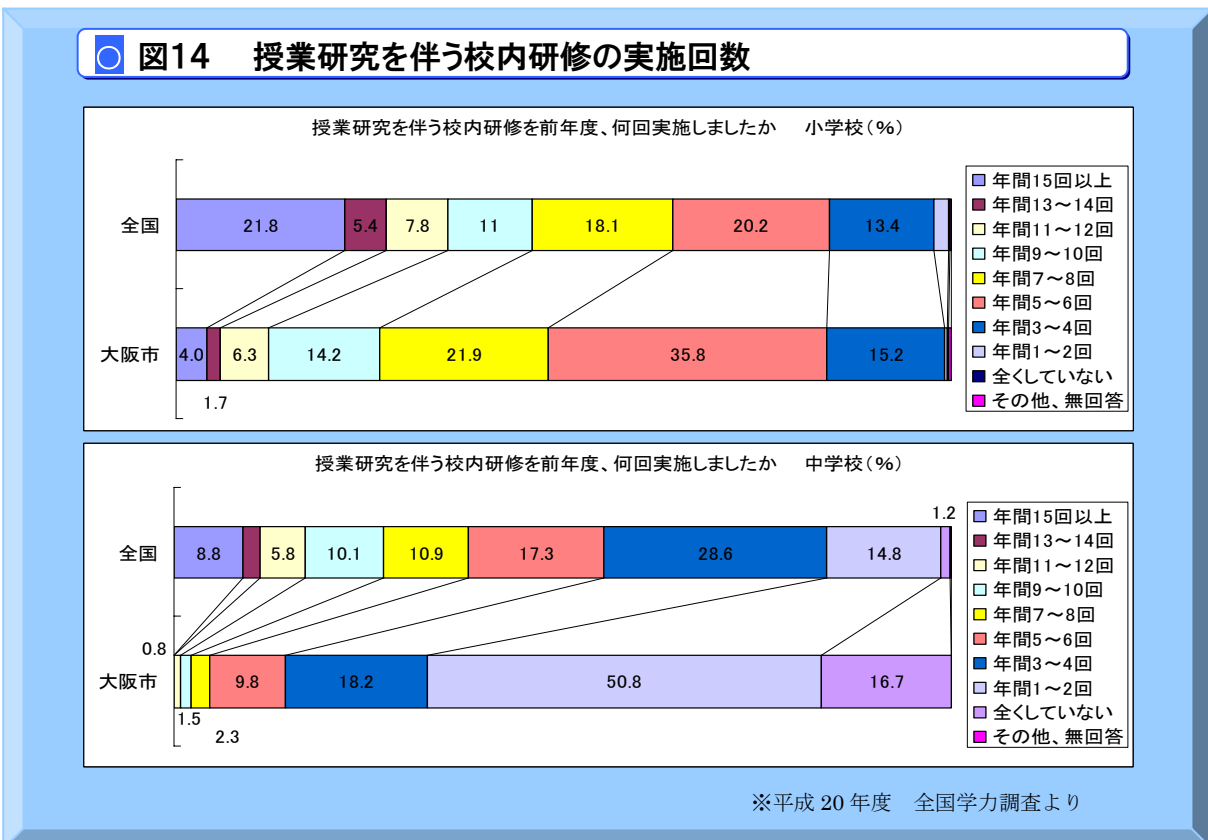 ○ 図14 授業研究を伴う校内研修の実施回数
授業研究を伴う校内研修を前年度、何回実施しましたか 小学校(%)
全国
21.8
5.4
7.8
11
18.1
20.2
13.4
大阪市
4.0
6.3
14.2
21.9
35.8
15.2
1.7
年間15回以上
年間13~14回
年間11~12回
年間9~10回
年間7~8回
年間5~6回
年間3~4回
年間1~2回
全くしていない
その他、無回答
授業研究を伴う校内研修を前年度、何回実施しましたか 中学校(%)
1.2
全国
8.8
5.8
10.1
10.9
17.3
28.6
14.8
0.8
大阪市
9.8
18.2
50.8
16.7
1.5
2.3
年間15回以上
年間13~14回
年間11~12回
年間9~10回
年間7~8回
年間5~6回
年間3~4回
年間1~2回
全くしていない
その他、無回答
※平成 20 年度 全国学力調査より